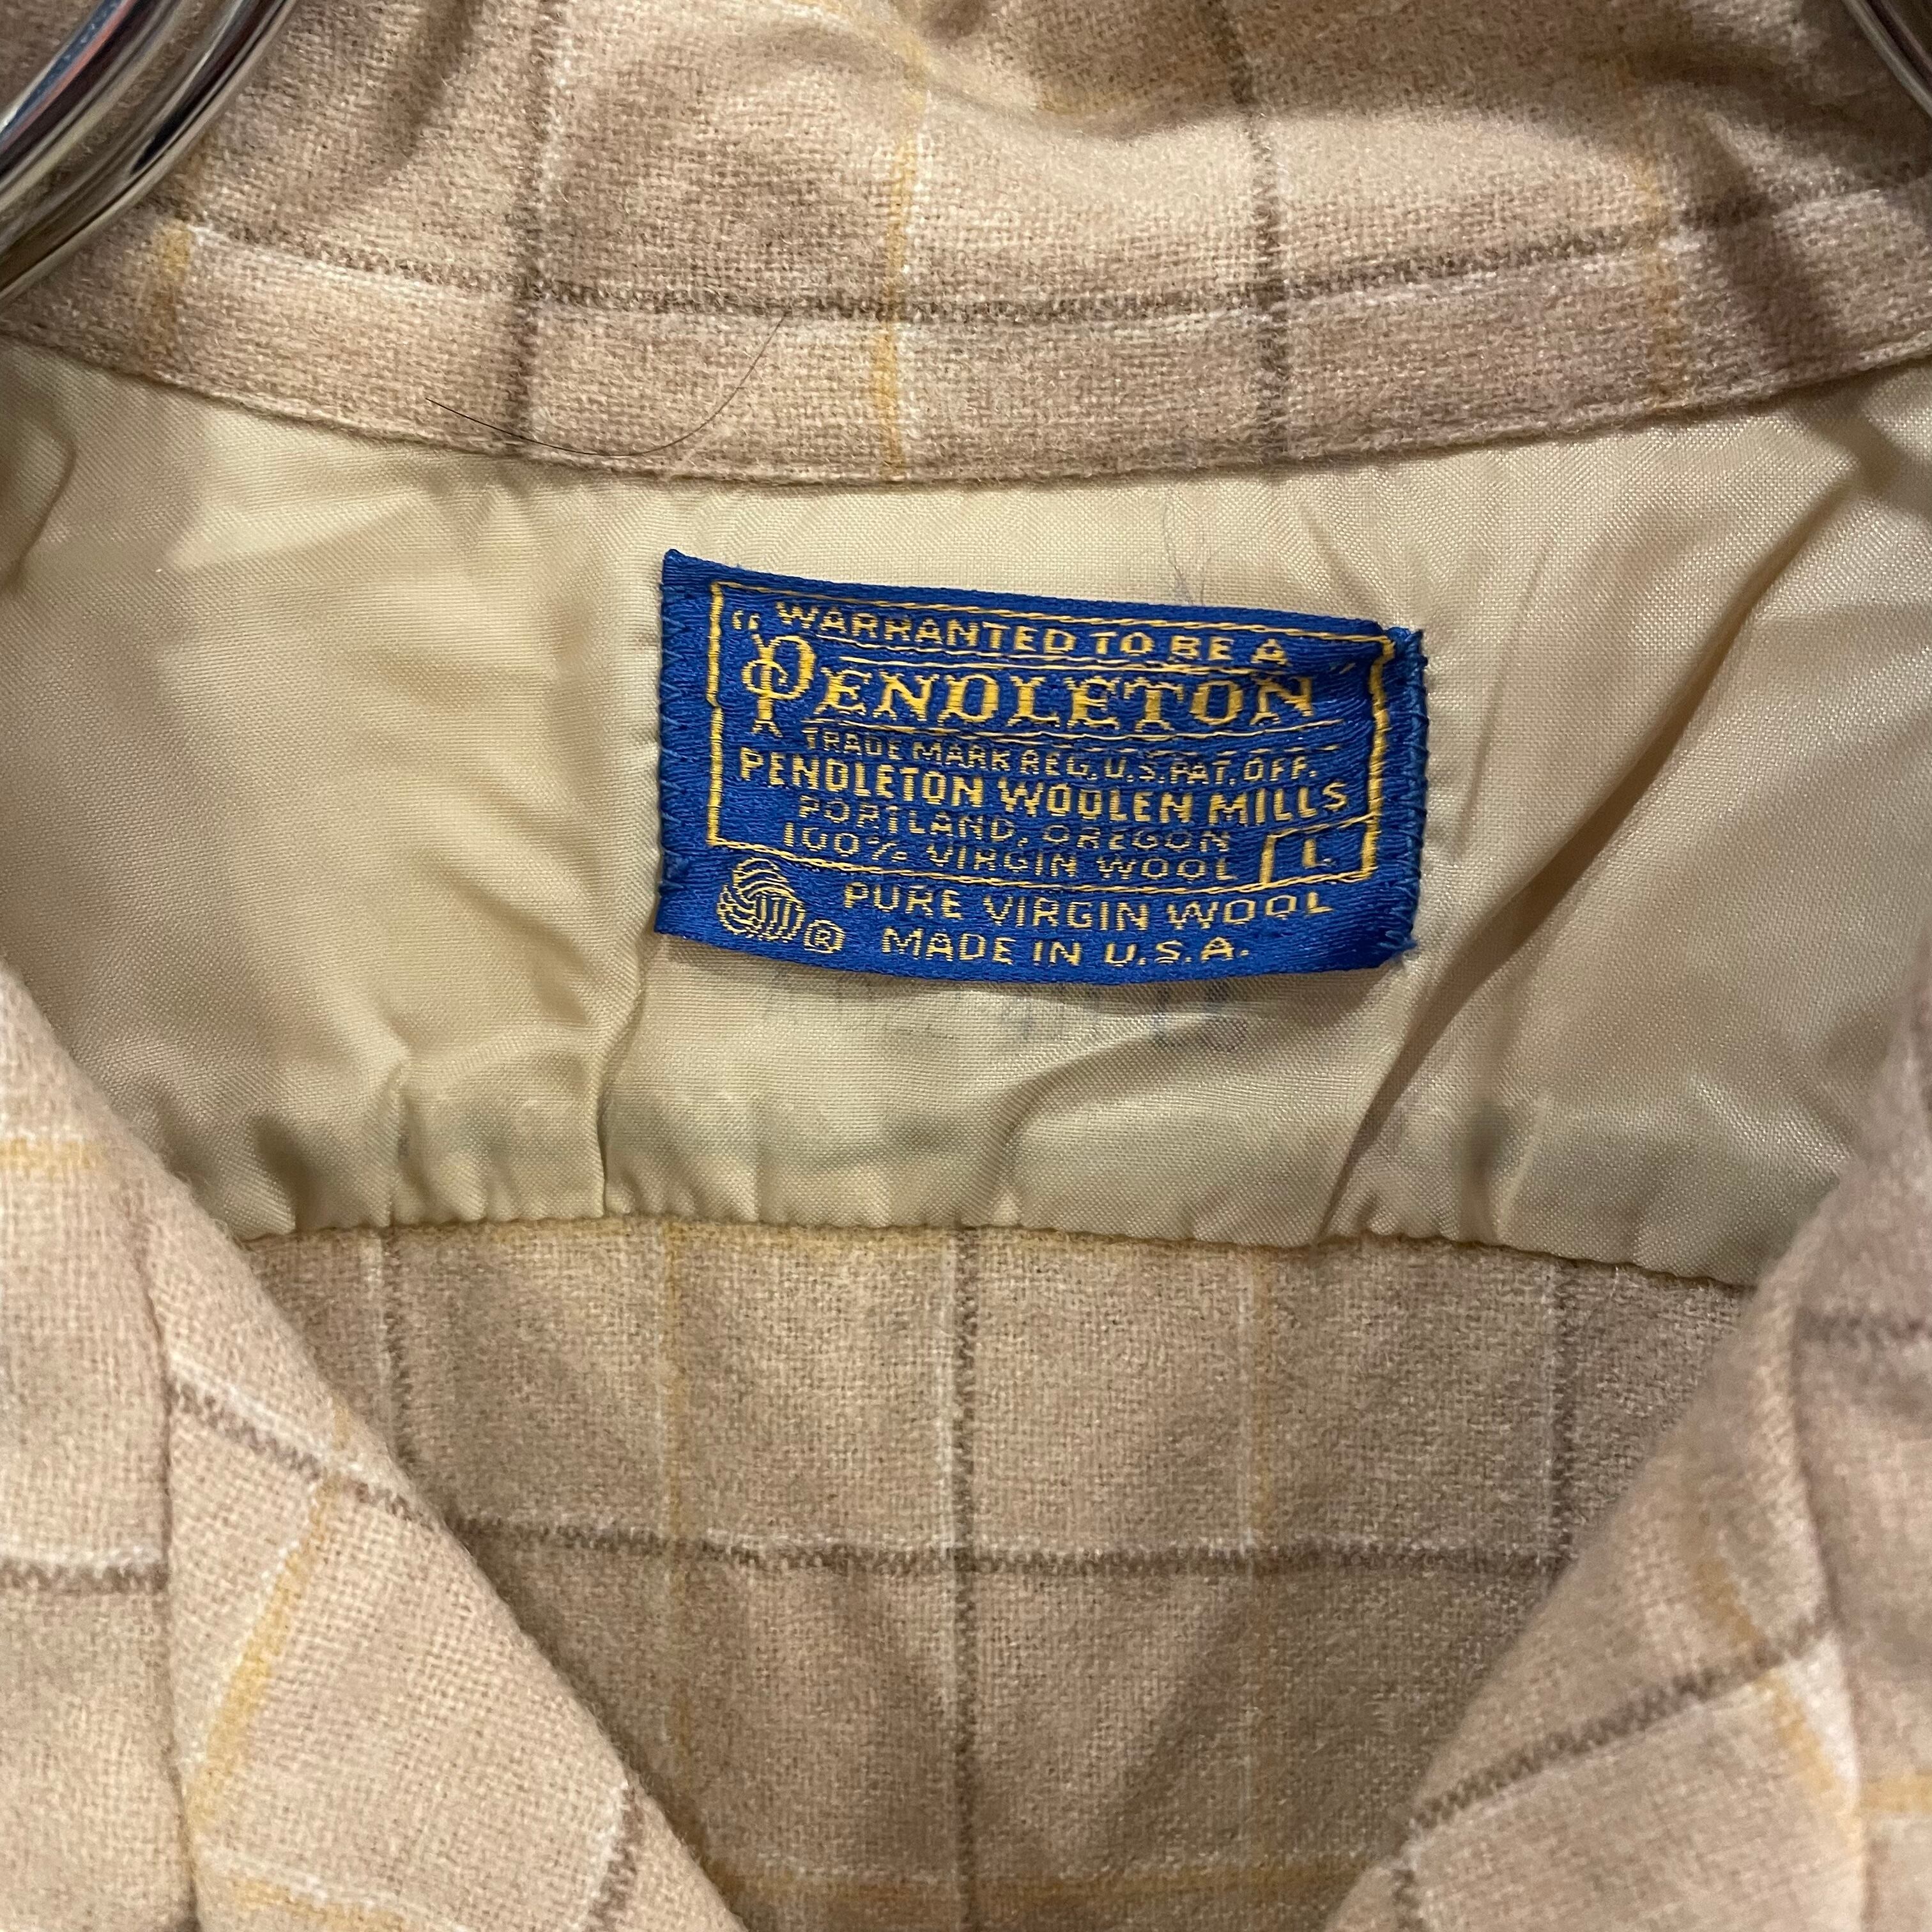 "WARRANTED TO BE A
PENDLETON"
TRADE MARK REG. U.S. PAT. OFF.
PENDLETON WOOLEN MILLS
PORTLAND, OREGON
100% VIRGIN WOOL L
PURE VIRGIN WOOL
® MADE IN U.S.A.